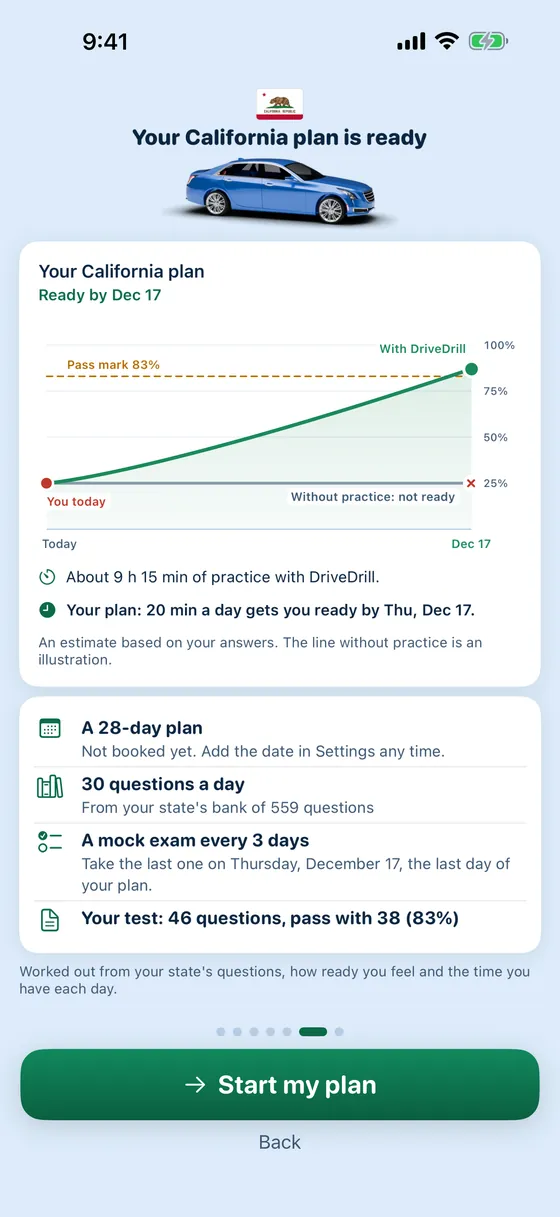 9:41
CALIFORNIA REPUBLIC
Your California plan is ready
Your California plan
Ready by Dec 17
With DriveDrill
100%
Pass mark 83%
75%
50%
25%
You today
Without practice: not ready
Today
Dec 17
About 9 h 15 min of practice with DriveDrill.
Your plan: 20 min a day gets you ready by Thu, Dec 17.
An estimate based on your answers. The line without practice is an
illustration.
A 28-day plan
Not booked yet. Add the date in Settings any time.
30 questions a day
From your state's bank of 559 questions
A mock exam every 3 days
Take the last one on Thursday, December 17, the last day of
your plan.
Your test: 46 questions, pass with 38 (83%)
Worked out from your state's questions, how ready you feel and the time you
have each day.
Start my plan
Back